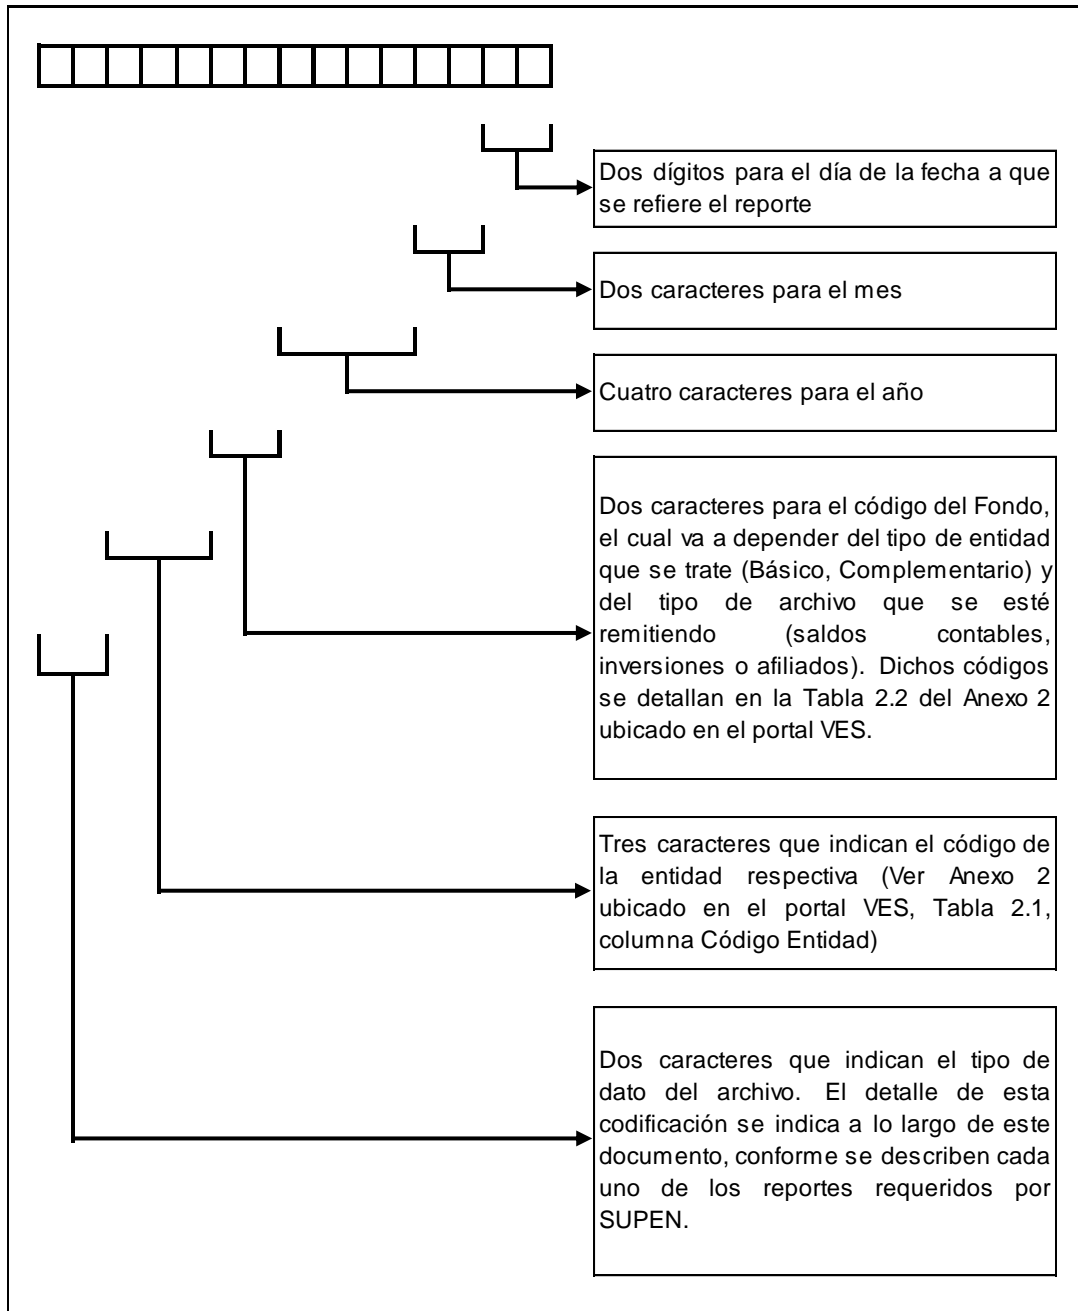 Dos dígitos para el día de la fecha a que
se refiere el reporte
Dos caracteres para el mes
Cuatro caracteres para el año
Dos caracteres para el código del Fondo,
el cual va a depender del tipo de entidad
que se trate (Básico, Complementario) y
del tipo de archivo que se esté
remitiendo (saldos contables,
inversiones o afiliados). Dichos códigos
se detallan en la Tabla 2.2 del Anexo 2
ubicado en el portal VES.
Tres caracteres que indican el código de
la entidad respectiva (Ver Anexo 2
ubicado en el portal VES, Tabla 2.1,
columna Código Entidad)
Dos caracteres que indican el tipo de
dato del archivo. El detalle de esta
codificación se indica a lo largo de este
documento, conforme se describen cada
uno de los reportes requeridos por
SUPEN.